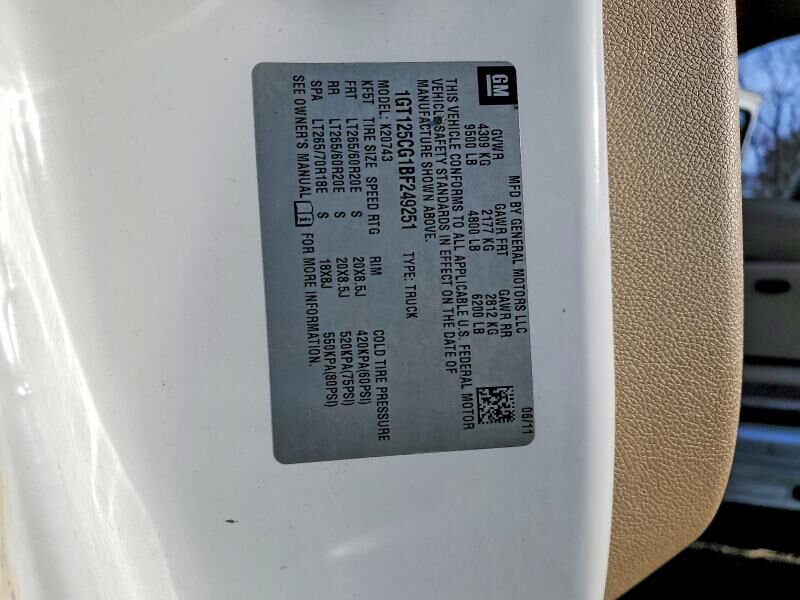 GM
MFD BY GENERAL MOTORS LLC 06/11
GVWR GAWR FRT GAWR RR
4309 KG 2177 KG 2812 KG
9500 LB 4800 LB 6200 LB
THIS VEHICLE CONFORMS TO ALL APPLICABLE U.S. FEDERAL MOTOR
VEHICLE SAFETY STANDARDS IN EFFECT ON THE DATE OF
MANUFACTURE SHOWN ABOVE.
1GT125CG1BF249251 TYPE: TRUCK
MODEL: K20743
KF5T TIRE SIZE SPEED RTG RIM COLD TIRE PRESSURE
FRT LT265/60R20E S 20X8.5J 420KPA(60PSI)
RR LT265/60R20E S 20X8.5J 520KPA(75PSI)
SPA LT265/70R18E S 18X8J 550KPA(80PSI)
SEE OWNER'S MANUAL FOR MORE INFORMATION.